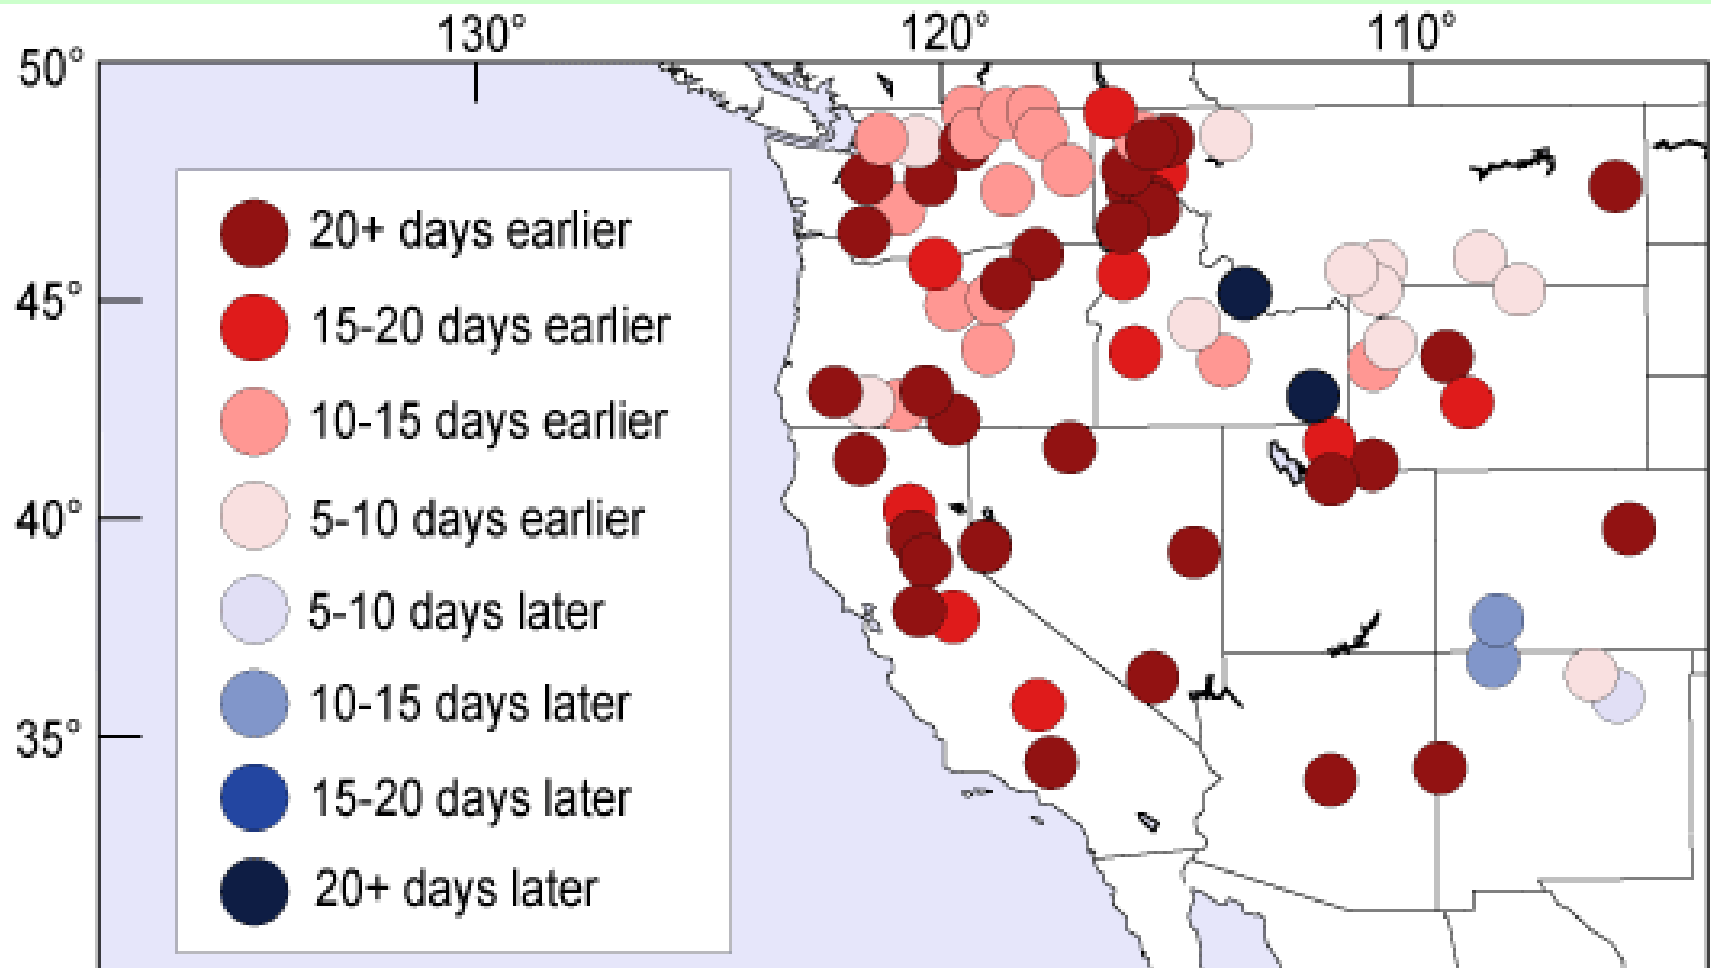 130° 120° 110°
50°
45°
40°
35°
20+ days earlier
15-20 days earlier
10-15 days earlier
5-10 days earlier
5-10 days later
10-15 days later
15-20 days later
20+ days later